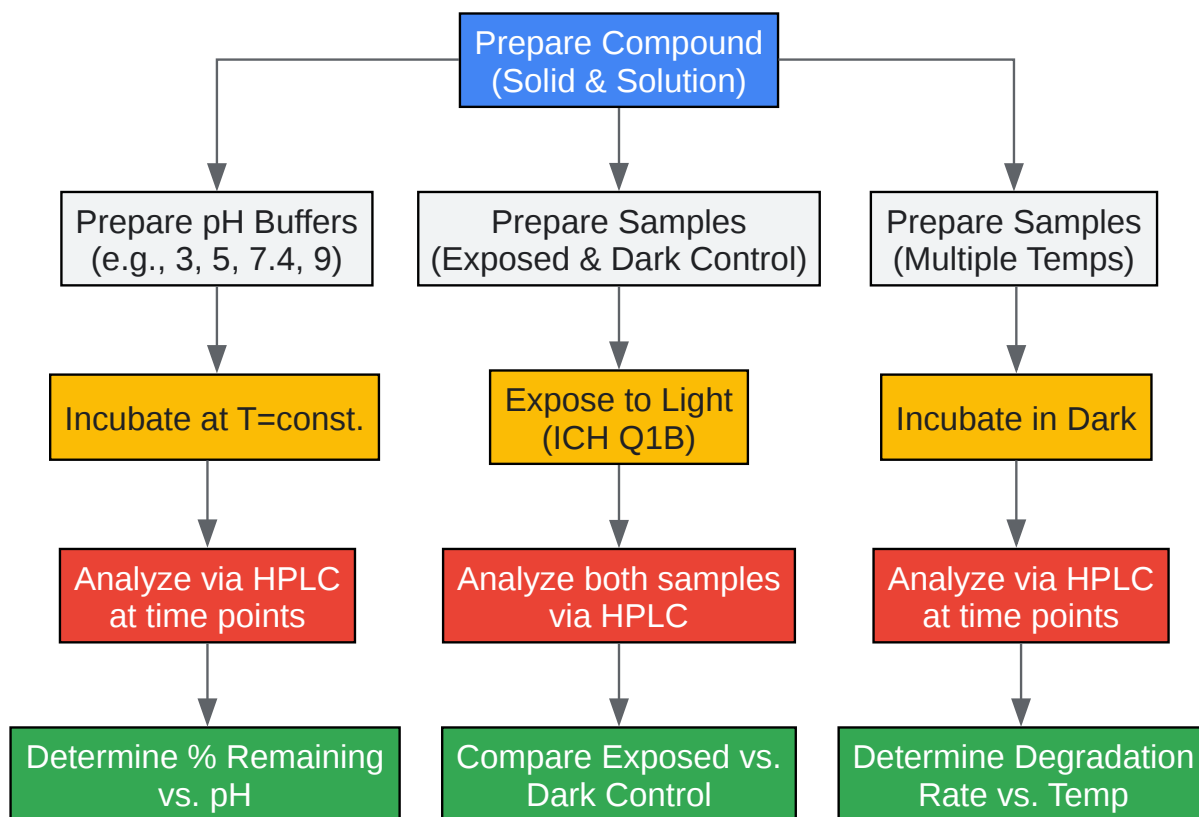 Prepare Compound
(Solid & Solution)
Prepare pH Buffers
(e.g., 3, 5, 7.4, 9)
Prepare Samples
(Exposed & Dark Control)
Prepare Samples
(Multiple Temps)
Incubate at T=const.
Expose to Light
(ICH Q1B)
Incubate in Dark
Analyze via HPLC
at time points
Analyze both samples
via HPLC
Analyze via HPLC
at time points
Determine % Remaining
vs. pH
Compare Exposed vs.
Dark Control
Determine Degradation
Rate vs. Temp